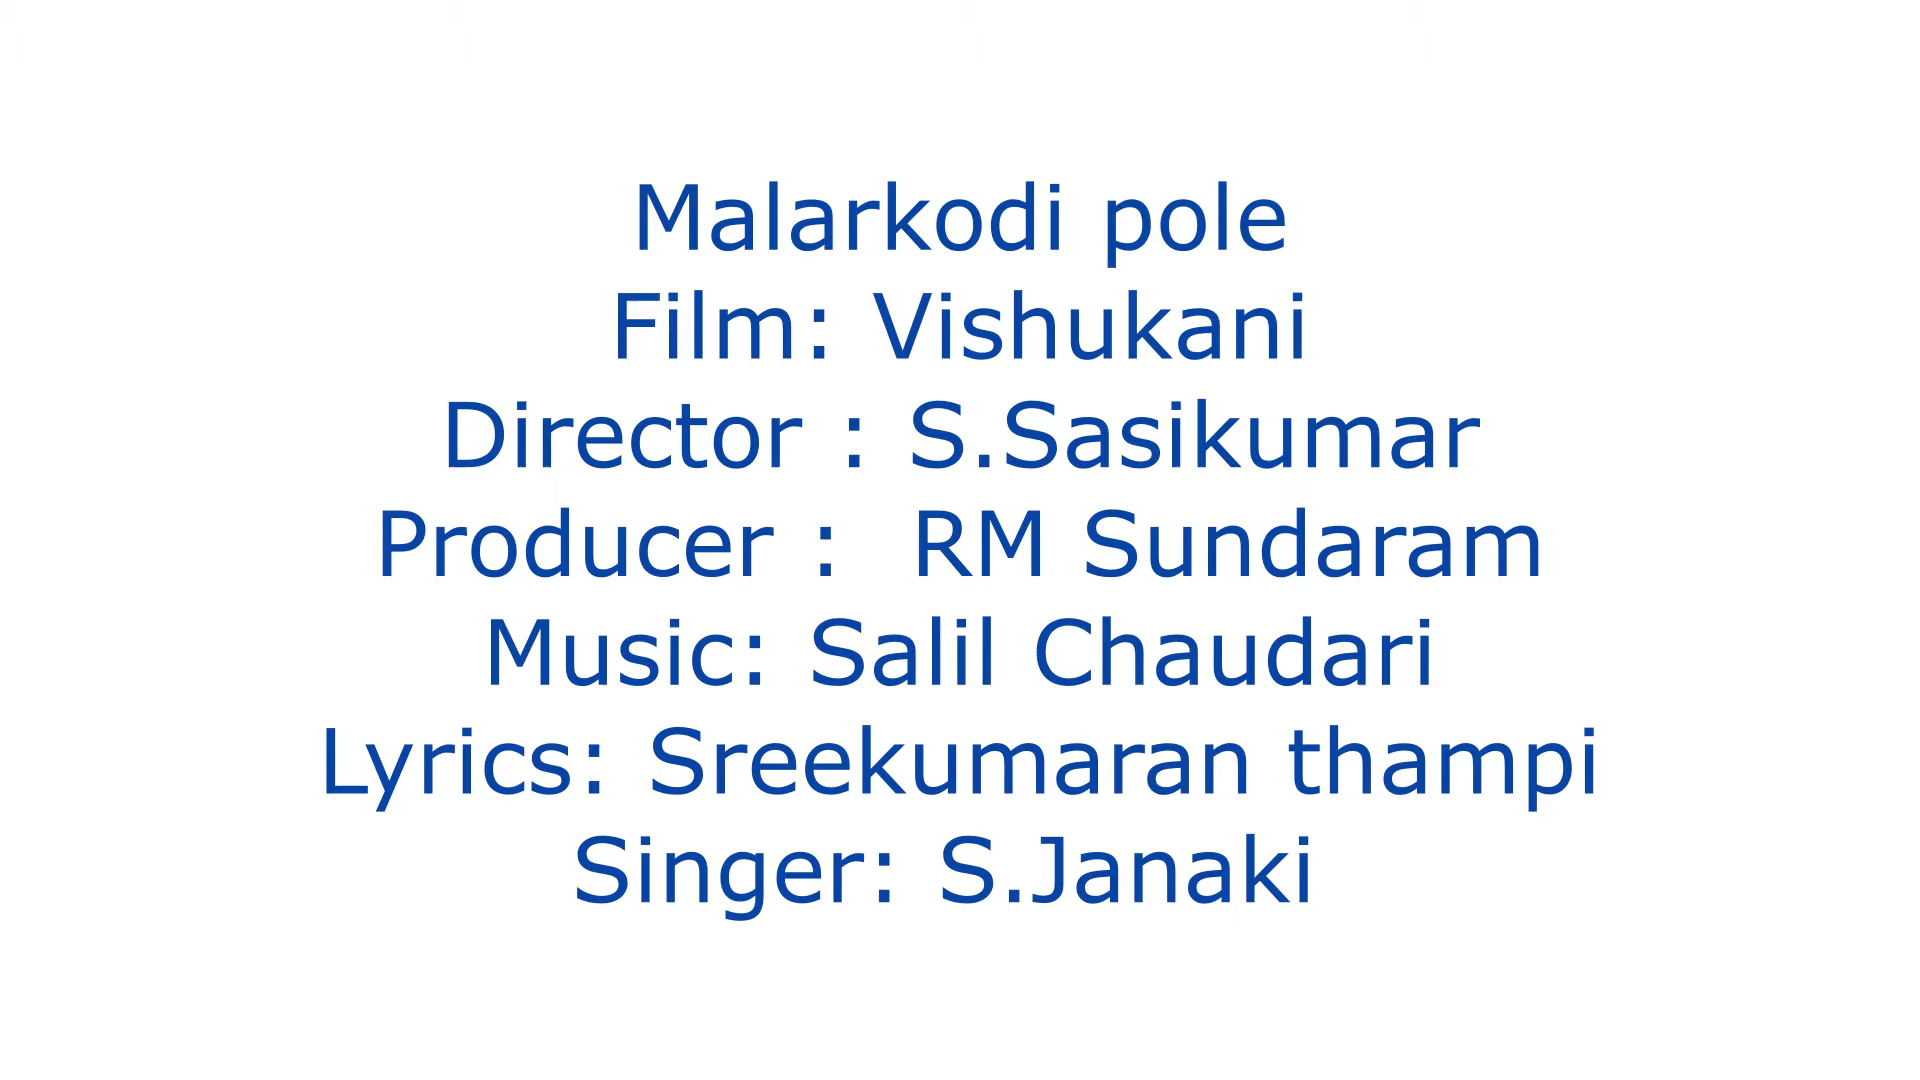 Malarkodi pole
Film: Vishukani
Director : S.Sasikumar
Producer :  RM Sundaram
Music: Salil Chaudari
Lyrics: Sreekumaran thampi
Singer: S.Janaki